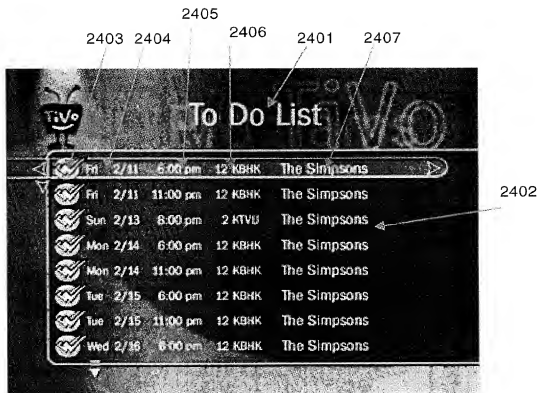 2405
2403 2404 2406 2401 2407
TiVo
To Do List
TiVo
Fri 2/11 6:00 pm 12 KBHK The Simpsons
2402
Fri 2/11 11:00 pm 12 KBHK The Simpsons
Sun 2/13 8:00 pm 2 KTVU The Simpsons
Mon 2/14 6:00 pm 12 KBHK The Simpsons
Mon 2/14 11:00 pm 12 KBHK The Simpsons
Tue 2/15 6:00 pm 12 KBHK The Simpsons
Tue 2/15 11:00 pm 12 KBHK The Simpsons
Wed 2/16 6:00 pm 12 KBHK The Simpsons